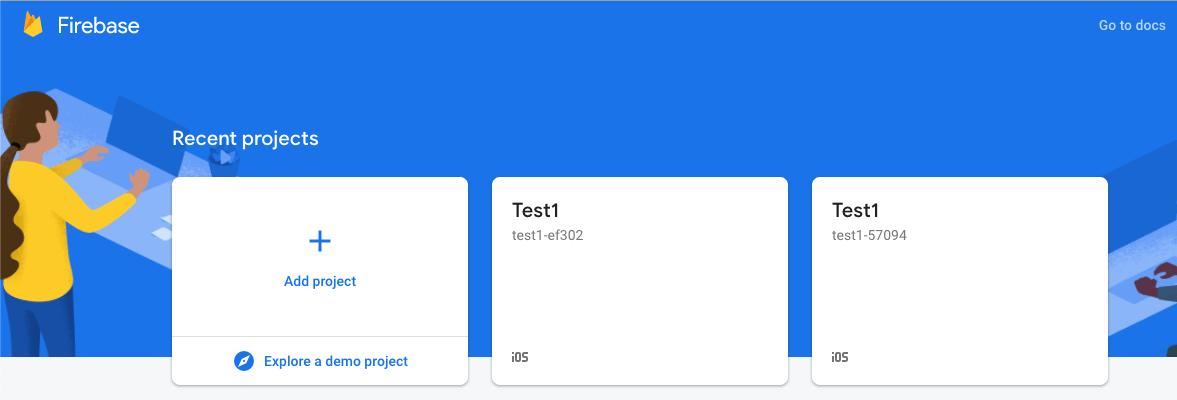 Firebase
Go to docs
Recent projects
Add project
Explore a demo project
Test1
test1-ef302
iOS
Test1
test1-57094
iOS